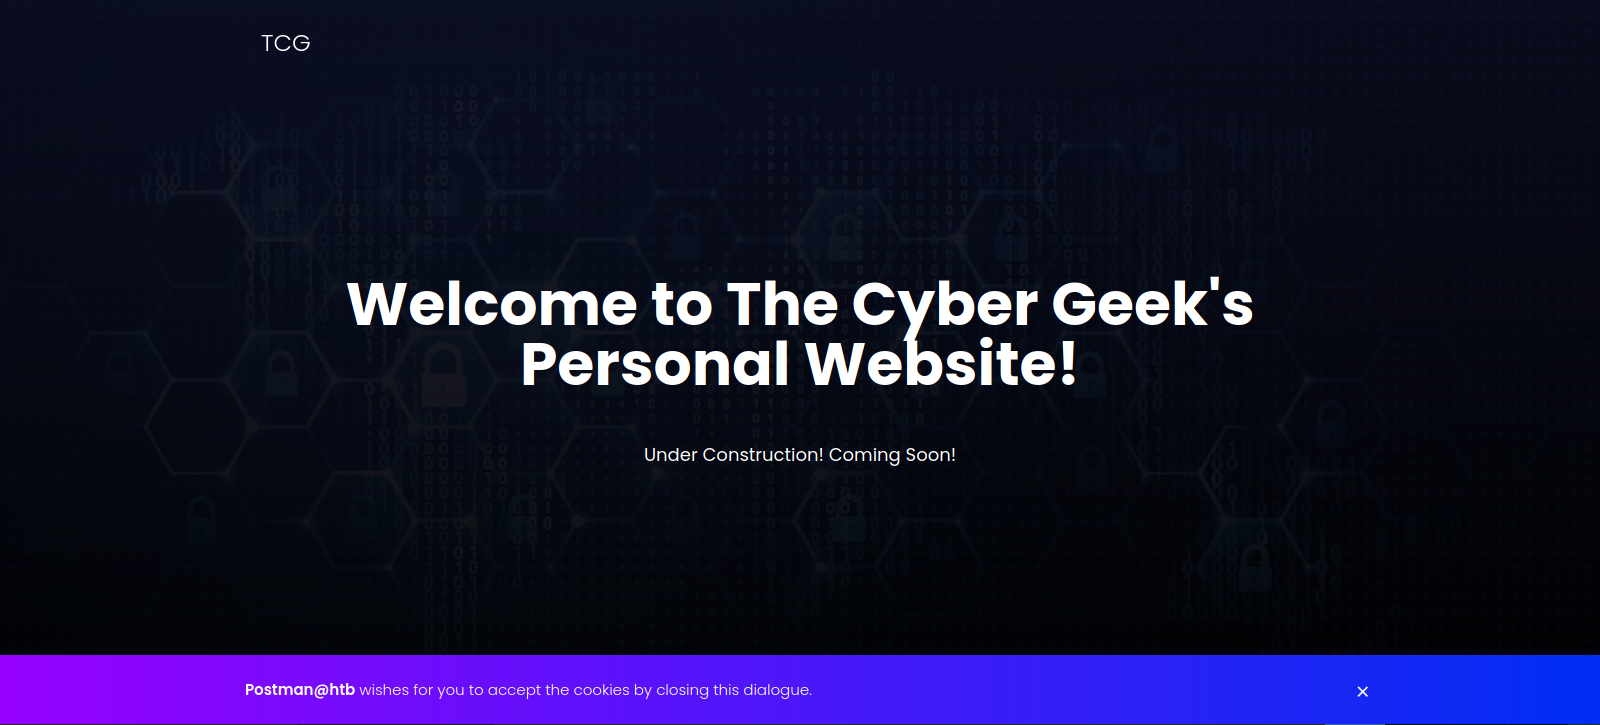 TCG
Welcome to The Cyber Geek's
Personal Website!
Under Construction! Coming Soon!
Postman@htb wishes for you to accept the cookies by closing this dialogue.
×